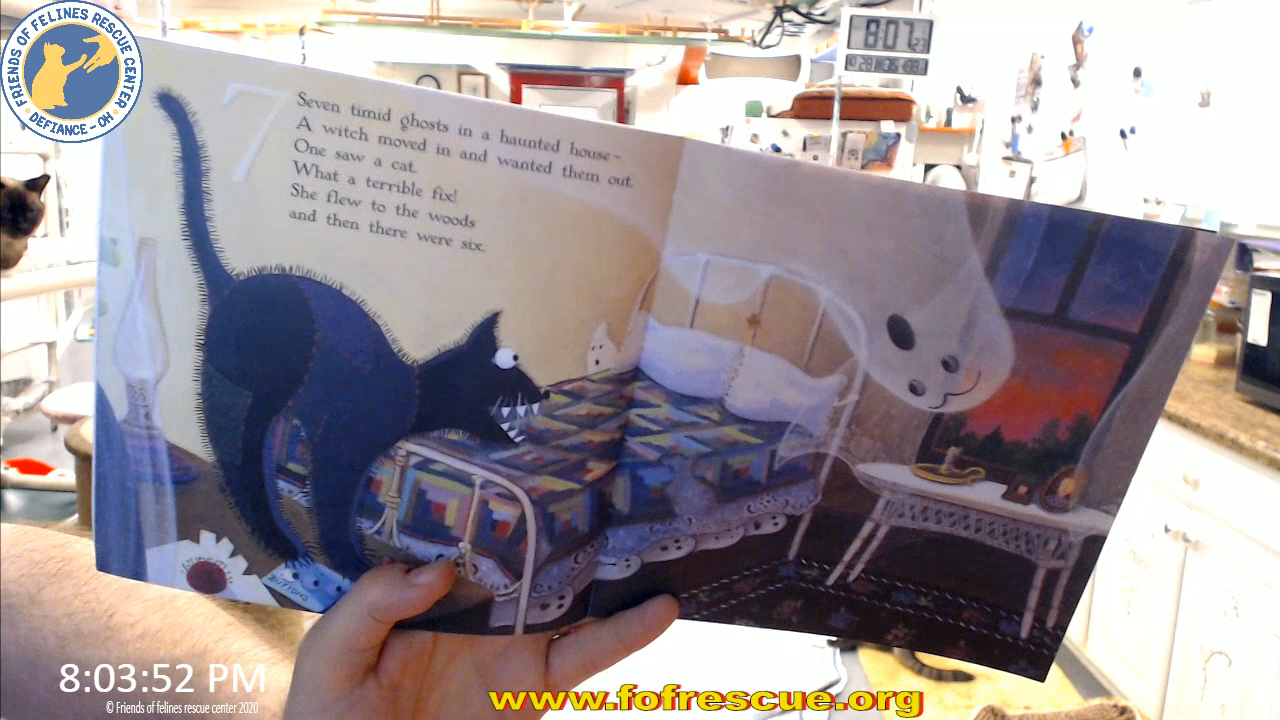 FRIENDS OF FELINES RESCUE CENTER
DEFIANCE - OH
8:07 23
7
Seven timid ghosts in a haunted house-
A witch moved in and wanted them out.
One saw a cat.
What a terrible fix!
She flew to the woods
and then there were six.
BUTTONS
8:03:52 PM
© Friends of felines rescue center 2020
www.fofrescue.org